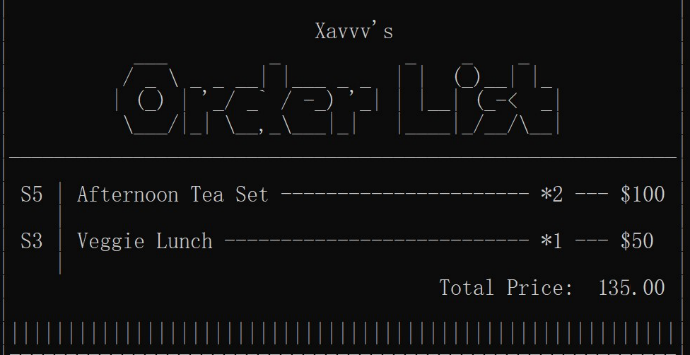 Xavvv's
Order List
S5 | Afternoon Tea Set ---------------------- *2 --- $100
S3 | Veggie Lunch --------------------------- *1 --- $50
Total Price: 135.00